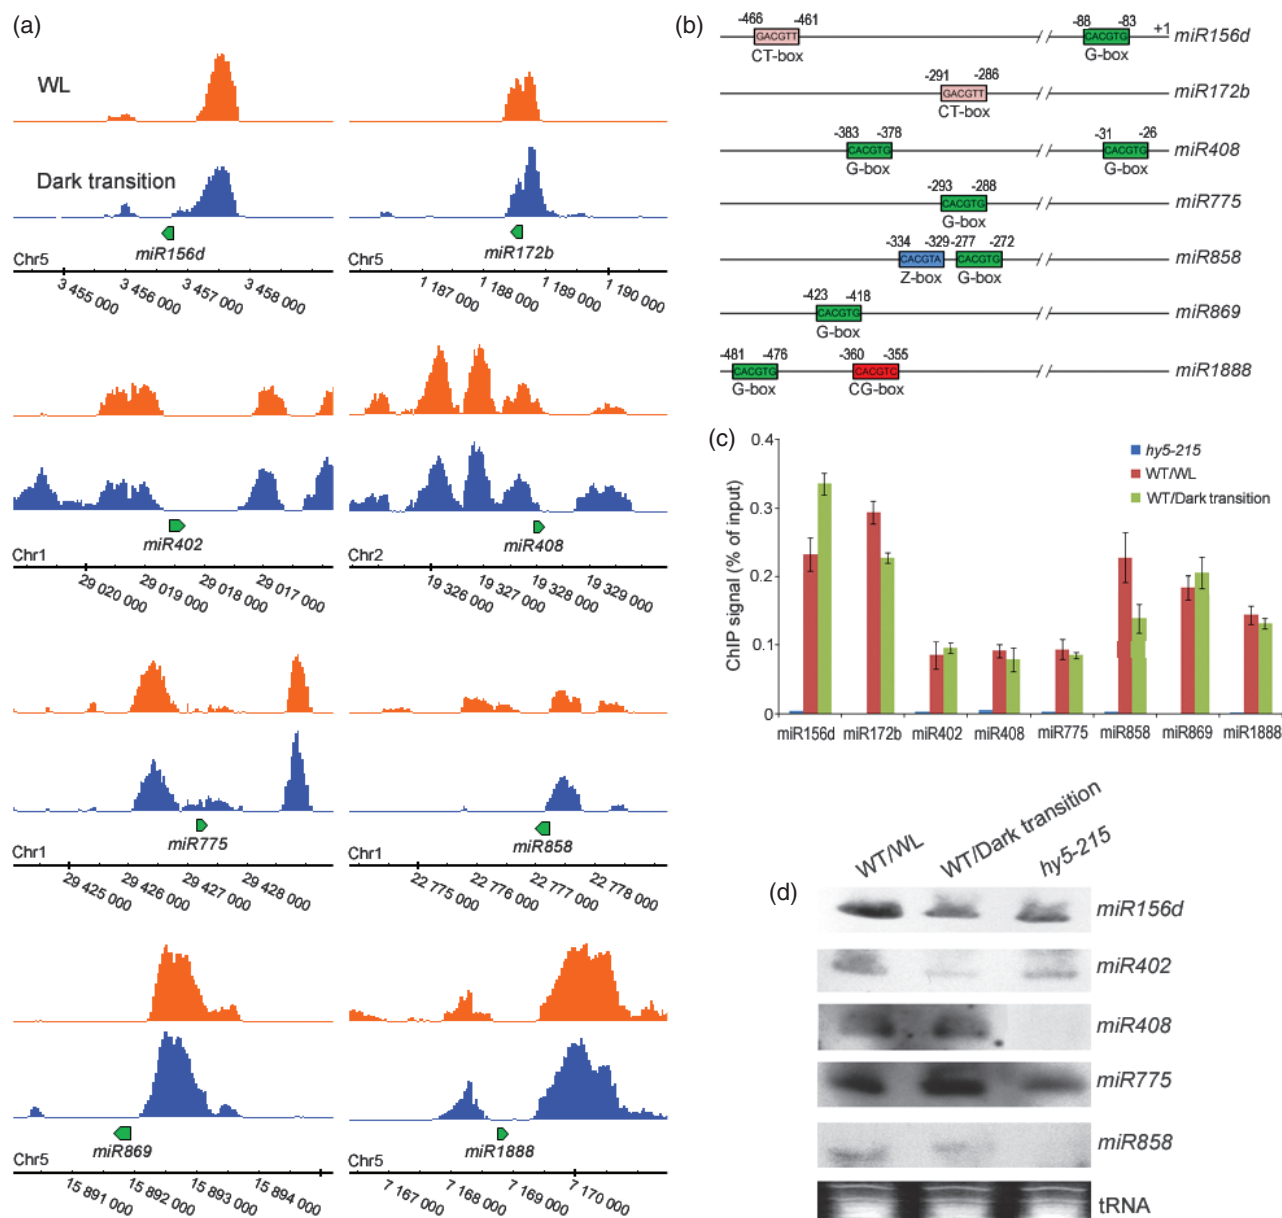 (a)
WL
Dark transition
miR156d
Chr5
3 455 000
3 456 000
3 457 000
3 458 000
miR172b
Chr5
1 187 000
1 188 000
1 189 000
1 190 000
miR402
Chr1
29 020 000
29 019 000
29 018 000
29 017 000
miR408
Chr2
19 326 000
19 327 000
19 328 000
19 329 000
miR775
Chr1
29 425 000
29 426 000
29 427 000
29 428 000
miR858
Chr1
22 775 000
22 776 000
22 777 000
22 778 000
miR869
Chr5
15 891 000
15 892 000
15 893 000
15 894 000
miR1888
Chr5
7 167 000
7 168 000
7 169 000
7 170 000
(b)
-466 -461 -88 -83 +1
GACGTT // CACGTG miR156d
CT-box G-box
-291 -286
GACGTT // miR172b
CT-box
-383 -378 -31 -26
CACGTG // CACGTG miR408
G-box G-box
-293 -288
CACGTG // miR775
G-box
-334 -329 -277 -272
CACGTA CACGTG // miR858
Z-box G-box
-423 -418
CACGTG // miR869
G-box
-481 -476 -360 -355
CACGTG CACGTC // miR1888
G-box CG-box
(c)
ChIP signal (% of input)
0.4
0.3
0.2
0.1
0
hy5-215
WT/WL
WT/Dark transition
miR156d miR172b miR402 miR408 miR775 miR858 miR869 miR1888
(d)
WT/WL
WT/Dark transition
hy5-215
miR156d
miR402
miR408
miR775
miR858
tRNA